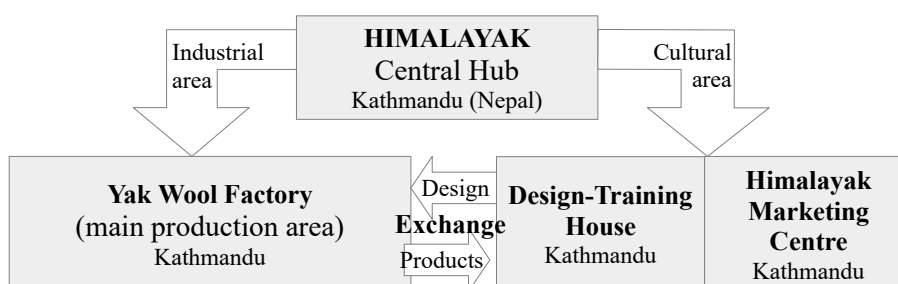 HIMALAYAK
Central Hub
Kathmandu (Nepal)
Industrial
area
Cultural
area
Yak Wool Factory
(main production area)
Kathmandu
Design
Exchange
Products
Design-Training
House
Kathmandu
Himalayak
Marketing
Centre
Kathmandu